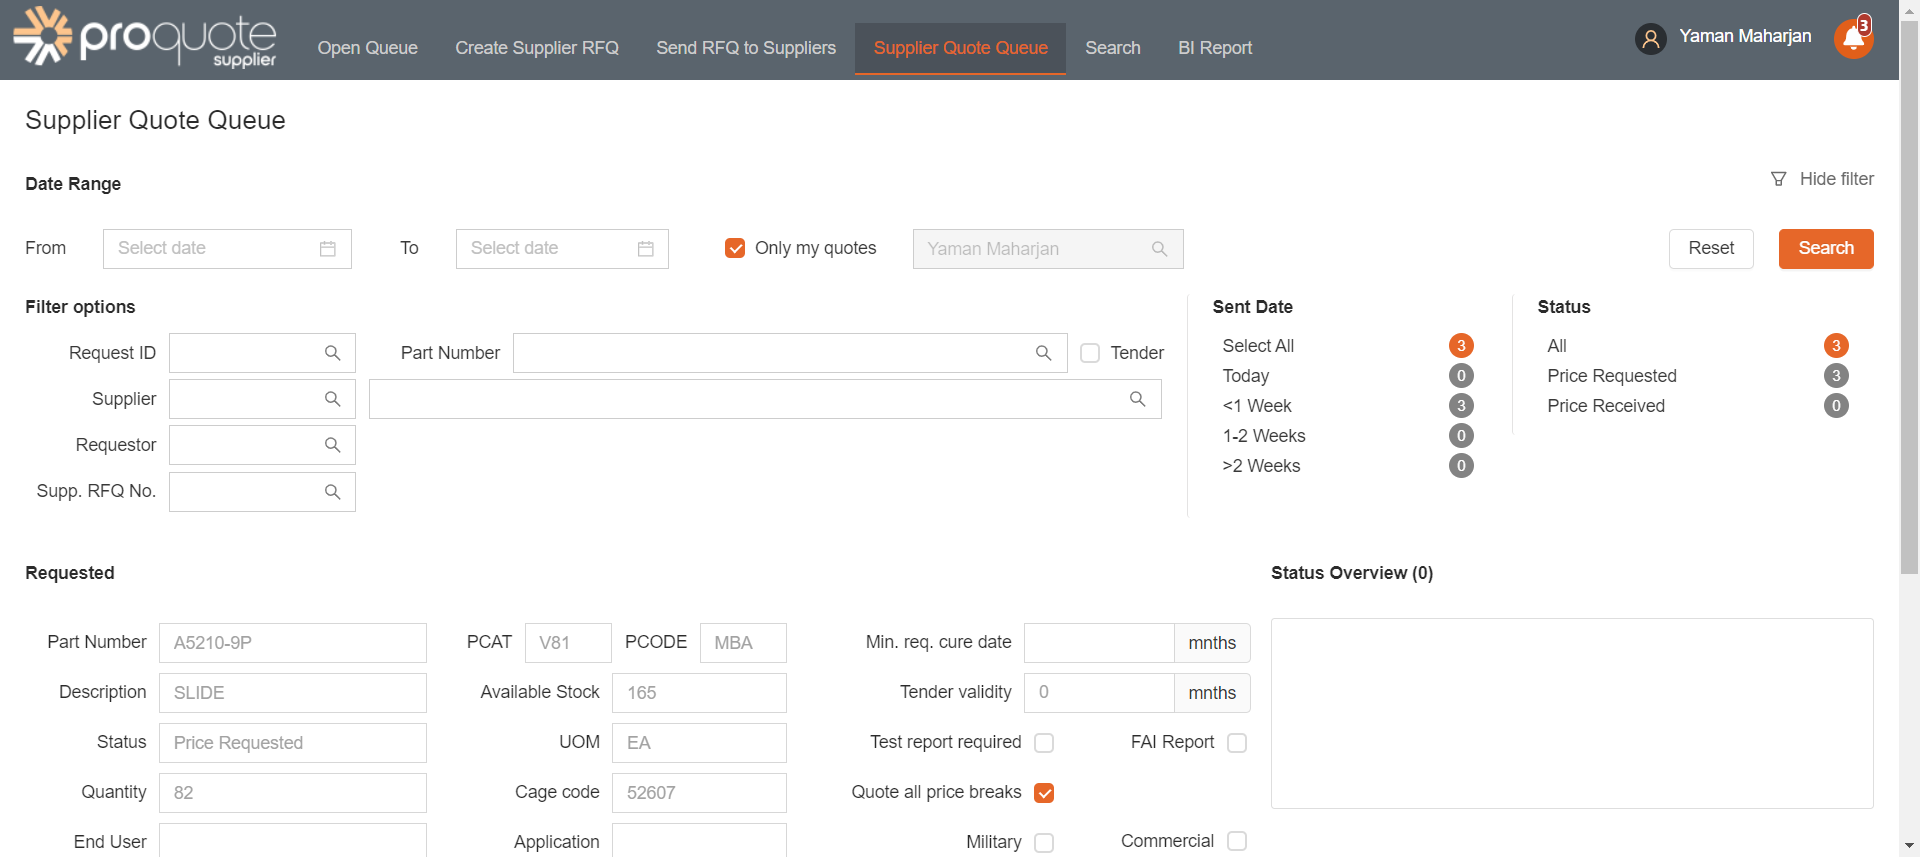 proquote
supplier
Open Queue
Create Supplier RFQ
Send RFQ to Suppliers
Supplier Quote Queue
Search
BI Report
Yaman Maharjan
3
Supplier Quote Queue
Date Range
Hide filter
From
Select date
To
Select date
Only my quotes
Yaman Maharjan
Reset
Search
Filter options
Request ID
Part Number
Tender
Supplier
Requestor
Supp. RFQ No.
Sent Date
Select All 3
Today 0
<1 Week 3
1-2 Weeks 0
>2 Weeks 0
Status
All 3
Price Requested 3
Price Received 0
Requested
Part Number A5210-9P
Description SLIDE
Status Price Requested
Quantity 82
End User
PCAT V81 PCODE MBA
Available Stock 165
UOM EA
Cage code 52607
Application
Min. req. cure date mnths
Tender validity 0 mnths
Test report required FAI Report
Quote all price breaks
Military Commercial
Status Overview (0)